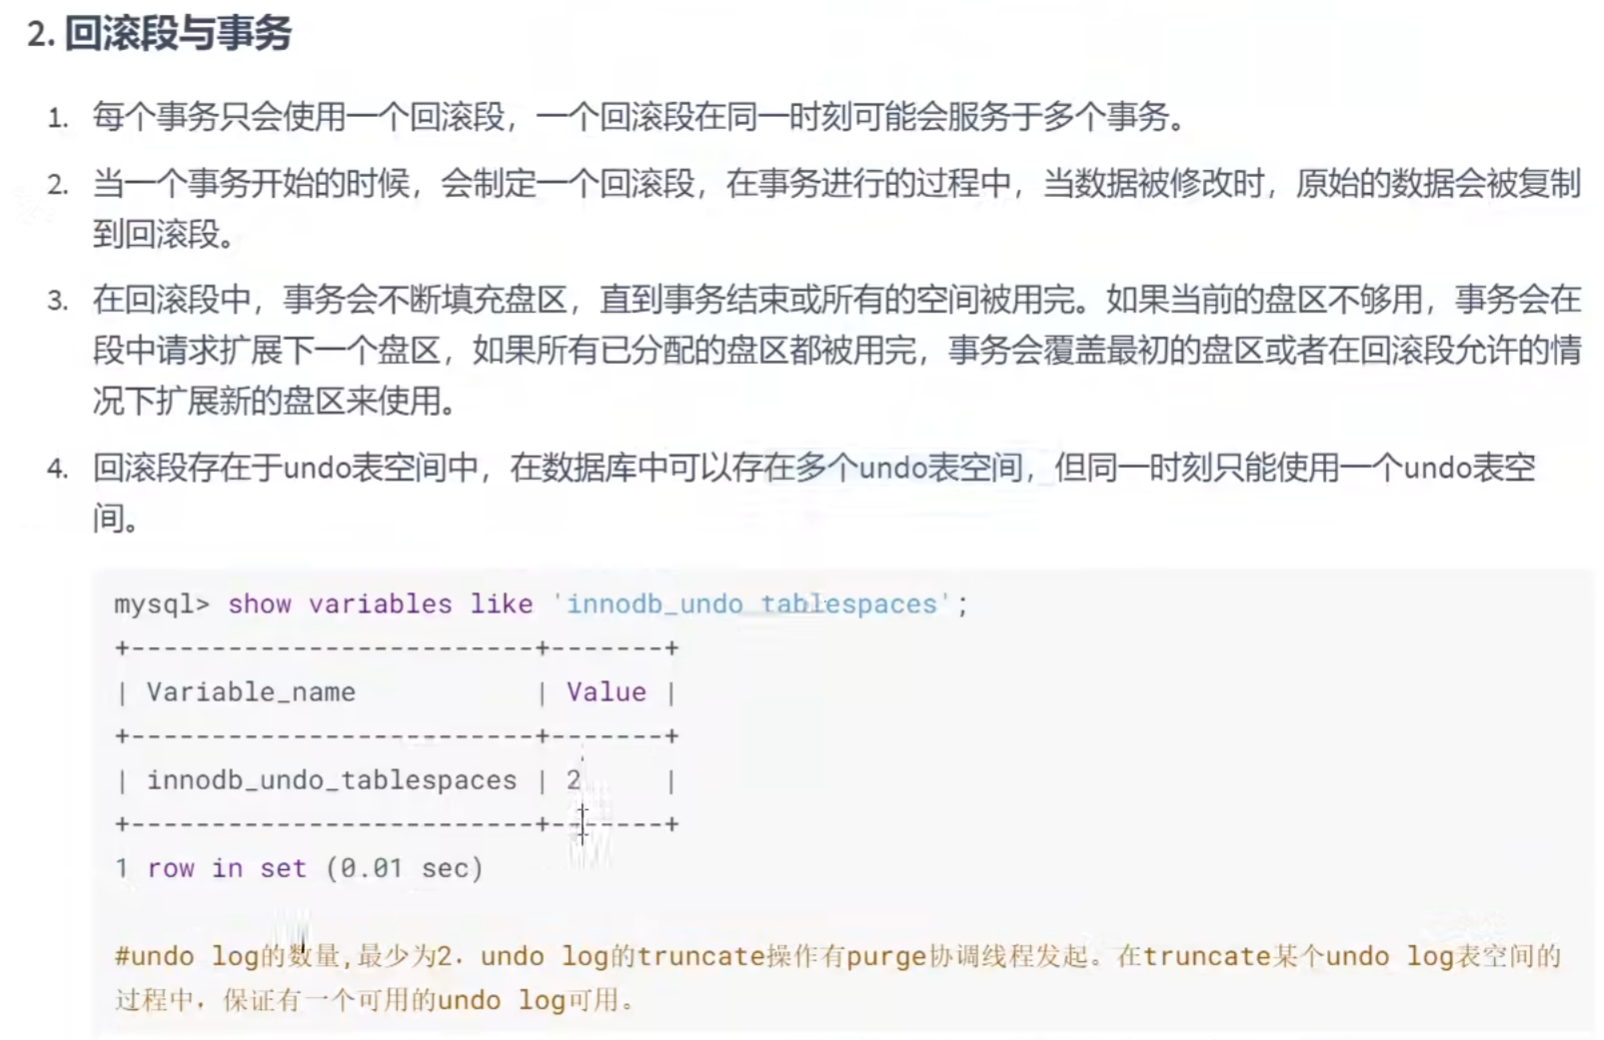 2. 回滚段与事务
1. 每个事务只会使用一个回滚段，一个回滚段在同一时刻可能会服务于多个事务。
2. 当一个事务开始的时候，会制定一个回滚段，在事务进行的过程中，当数据被修改时，原始的数据会被复制
到回滚段。
3. 在回滚段中，事务会不断填充盘区，直到事务结束或所有的空间被用完。如果当前的盘区不够用，事务会在
段中请求扩展下一个盘区，如果所有已分配的盘区都被用完，事务会覆盖最初的盘区或者在回滚段允许的情
况下扩展新的盘区来使用。
4. 回滚段存在于undo表空间中，在数据库中可以存在多个undo表空间，但同一时刻只能使用一个undo表空
间。
mysql> show variables like 'innodb_undo_tablespaces';
+-------------------------+-------+
| Variable_name           | Value |
+-------------------------+-------+
| innodb_undo_tablespaces | 2     |
+-------------------------+-------+
1 row in set (0.01 sec)
#undo log的数量,最少为2. undo log的truncate操作有purge协调线程发起。在truncate某个undo log表空间的
过程中，保证有一个可用的undo log可用。